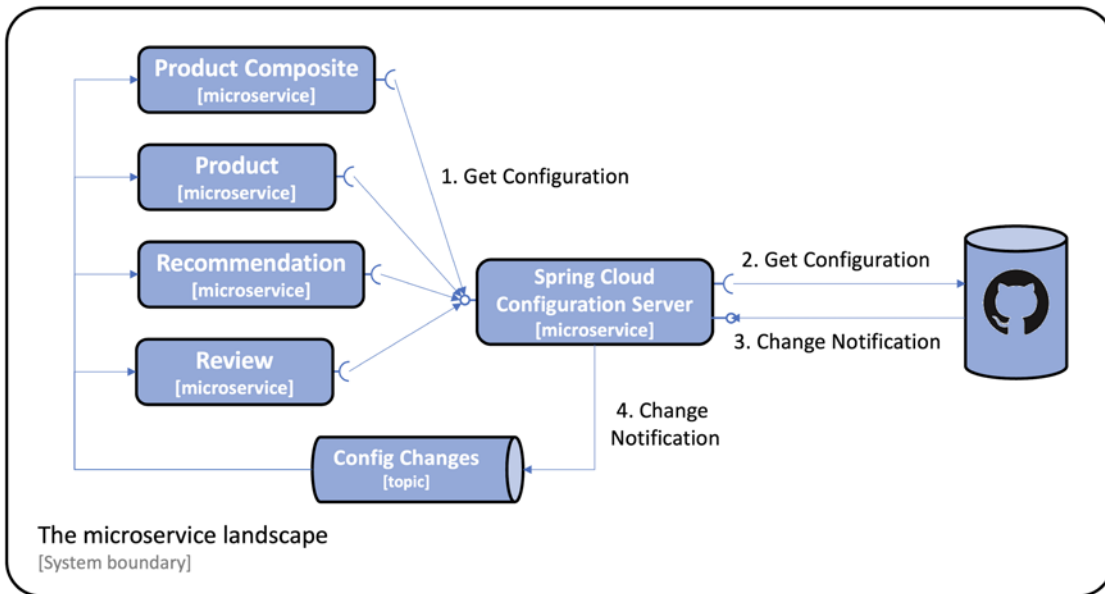 Product Composite
[microservice]
Product
[microservice]
1. Get Configuration
Recommendation
[microservice]
Spring Cloud
Configuration Server
[microservice]
2. Get Configuration
3. Change Notification
Review
[microservice]
4. Change
Notification
Config Changes
[topic]
The microservice landscape
[System boundary]